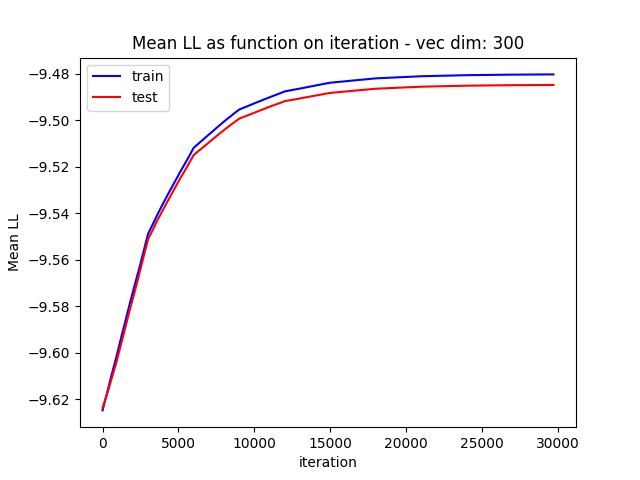 Mean LL as function on iteration - vec dim: 300
train
test
−9.48
−9.50
−9.52
−9.54
−9.56
−9.58
−9.60
−9.62
Mean LL
0 5000 10000 15000 20000 25000 30000
iteration